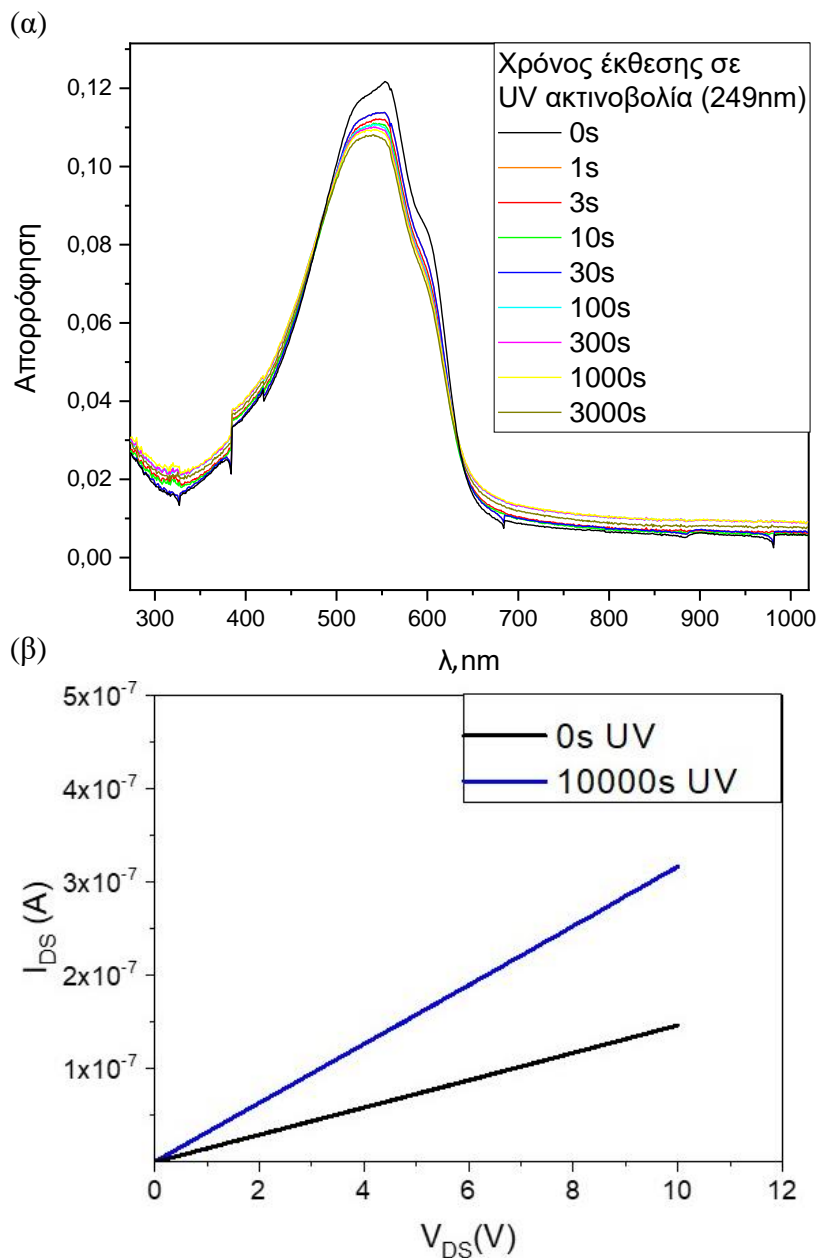 (α)
Απορρόφηση
0,12
0,10
0,08
0,06
0,04
0,02
0,00
Χρόνος έκθεσης σε
UV ακτινοβολία (249nm)
0s
1s
3s
10s
30s
100s
300s
1000s
3000s
300 400 500 600 700 800 900 1000
λ,nm
(β)
I_DS (A)
5x10^-7
4x10^-7
3x10^-7
2x10^-7
1x10^-7
0s UV
10000s UV
0 2 4 6 8 10 12
V_DS(V)